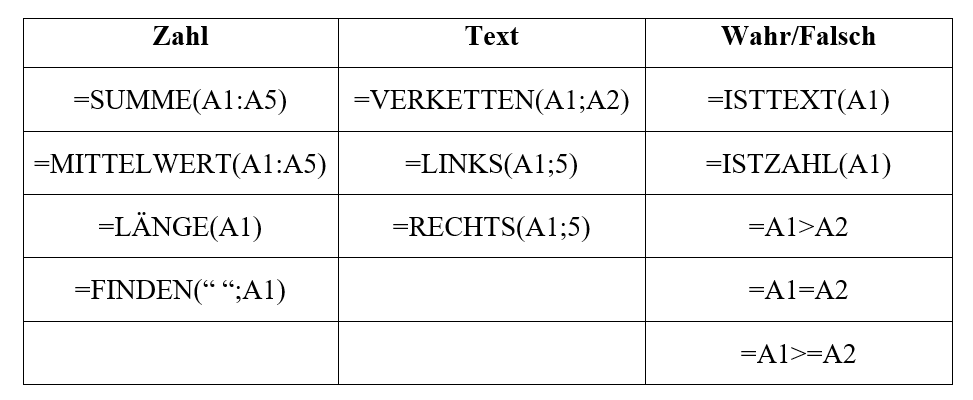 Zahl Text Wahr/Falsch
=SUMME(A1:A5) =VERKETTEN(A1;A2) =ISTTEXT(A1)
=MITTELWERT(A1:A5) =LINKS(A1;5) =ISTZAHL(A1)
=LÄNGE(A1) =RECHTS(A1;5) =A1>A2
=FINDEN(“ “;A1) =A1=A2
=A1>=A2